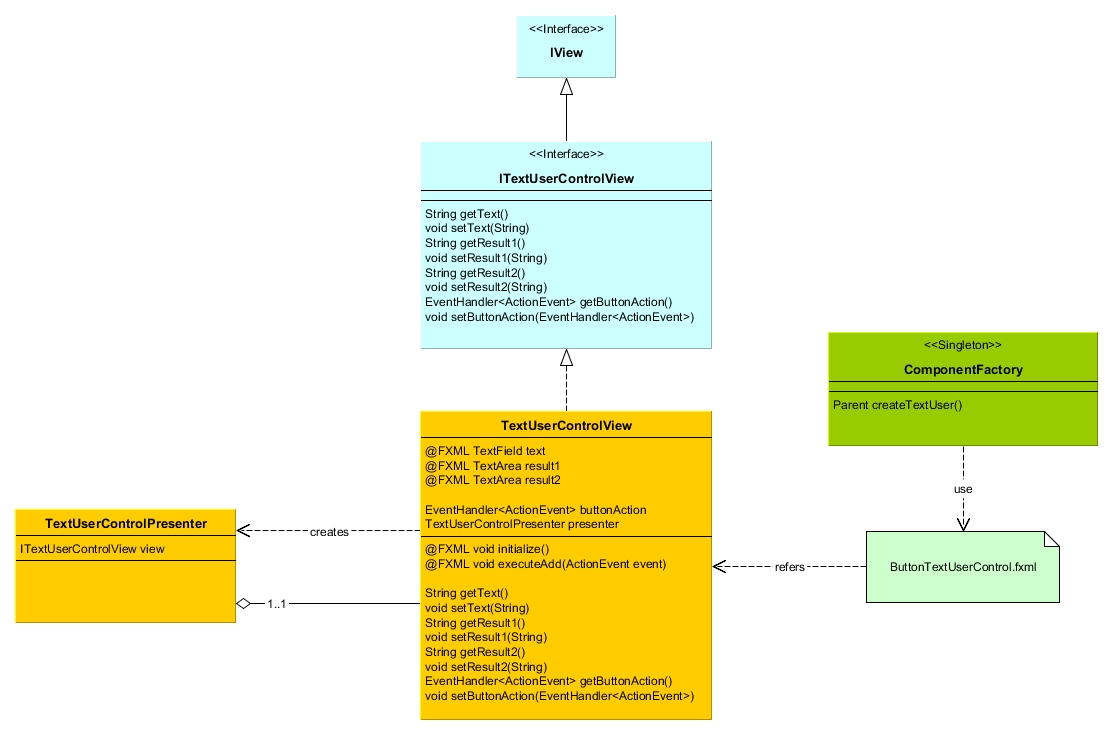 <<Interface>>
IView
<<Interface>>
ITextUserControlView
String getText()
void setText(String)
String getResult1()
void setResult1(String)
String getResult2()
void setResult2(String)
EventHandler<ActionEvent> getButtonAction()
void setButtonAction(EventHandler<ActionEvent>)
<<Singleton>>
ComponentFactory
Parent createTextUser()
use
ButtonTextUserControl.fxml
refers
TextUserControlView
@FXML TextField text
@FXML TextArea result1
@FXML TextArea result2
EventHandler<ActionEvent> buttonAction
TextUserControlPresenter presenter
@FXML void initialize()
@FXML void executeAdd(ActionEvent event)
String getText()
void setText(String)
String getResult1()
void setResult1(String)
String getResult2()
void setResult2(String)
EventHandler<ActionEvent> getButtonAction()
void setButtonAction(EventHandler<ActionEvent>)
creates
1..1
TextUserControlPresenter
ITextUserControlView view